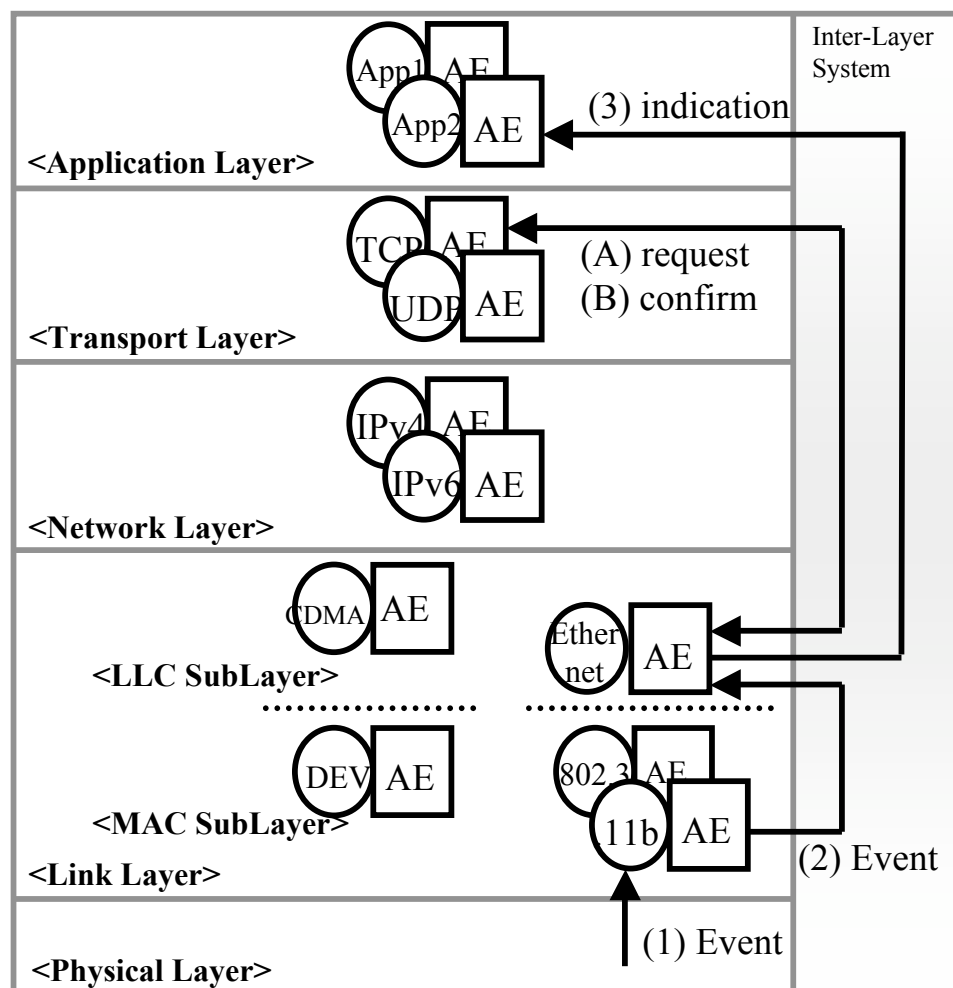 Inter-Layer
System
App1
AE
App2
AE
(3) indication
<Application Layer>
TCP
AE
UDP
AE
(A) request
(B) confirm
<Transport Layer>
IPv4
AE
IPv6
AE
<Network Layer>
CDMA
AE
Ether
net
AE
<LLC SubLayer>
DEV
AE
802.3
AE
11b
AE
<MAC SubLayer>
(2) Event
<Link Layer>
(1) Event
<Physical Layer>